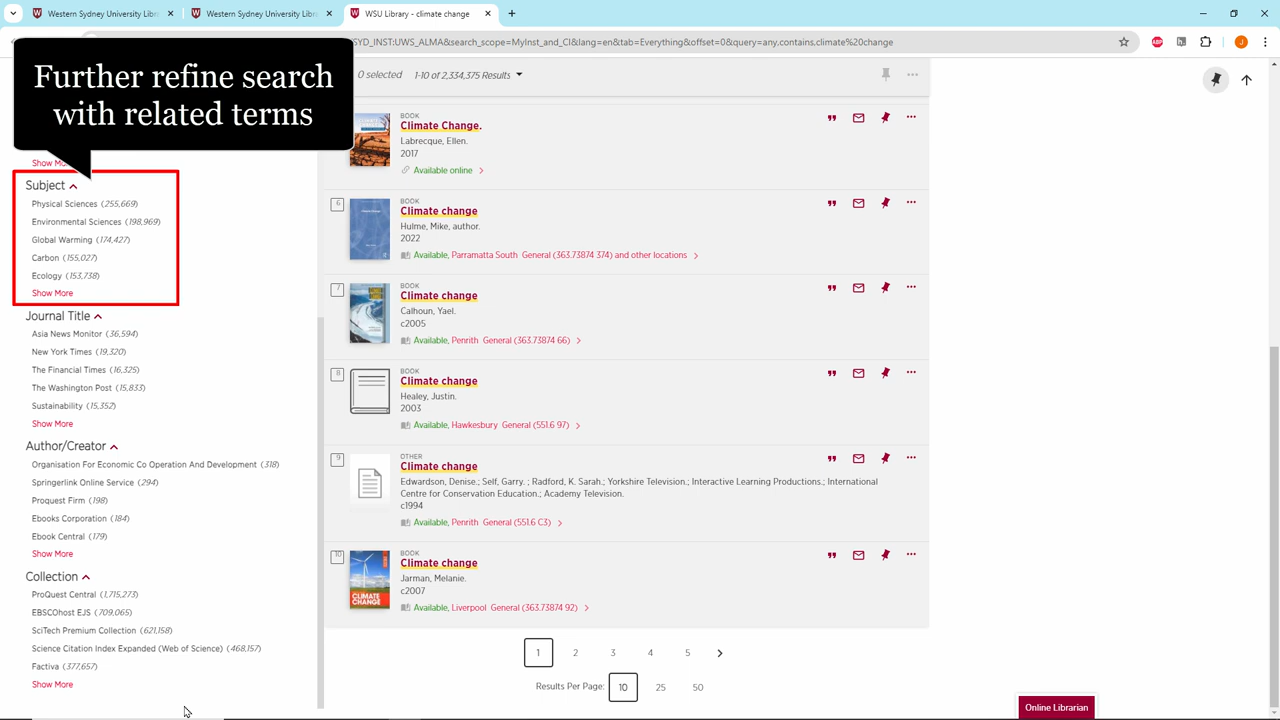 Western Sydney University Libr
Western Sydney University Libr
WSU Library - climate change
SYD_INST:UWS_ALMA&search_scope=MyInst_and_CI&lang=en&tab=Everything&offset=0&query=any,contains,climate%20change
ABP
J
Further refine search
with related terms
0 selected 1-10 of 2,334,375 Results
Show
Subject
Physical Sciences (255,669)
Environmental Sciences (198,969)
Global Warming (174,427)
Carbon (155,027)
Ecology (153,738)
Show More
Journal Title
Asia News Monitor (36,594)
New York Times (19,320)
The Financial Times (16,325)
The Washington Post (15,833)
Sustainability (15,352)
Show More
Author/Creator
Organisation For Economic Co Operation And Development (318)
Springerlink Online Service (294)
Proquest Firm (198)
Ebooks Corporation (184)
Ebook Central (179)
Show More
Collection
ProQuest Central (1,715,273)
EBSCOhost EJS (709,065)
SciTech Premium Collection (621,158)
Science Citation Index Expanded (Web of Science) (468,157)
Factiva (377,657)
Show More
BOOK
Climate Change.
Labrecque, Ellen.
2017
Available online
6
BOOK
Climate change
Hulme, Mike, author.
2022
Available, Parramatta South General (363.73874 374) and other locations
7
BOOK
Climate change
Calhoun, Yael.
c2005
Available, Penrith General (363.73874 66)
8
BOOK
Climate change
Healey, Justin.
2003
Available, Hawkesbury General (551.6 97)
9
OTHER
Climate change
Edwardson, Denise.; Self, Garry. ; Radford, K. Sarah.; Yorkshire Television.; Interactive Learning Productions.; International
Centre for Conservation Education.; Academy Television.
c1994
Available, Penrith General (551.6 C3)
10
BOOK
Climate change
Jarman, Melanie.
c2007
Available, Liverpool General (363.73874 92)
CLIMATE
CHANGE
1 2 3 4 5
Results Per Page: 10 25 50
Online Librarian